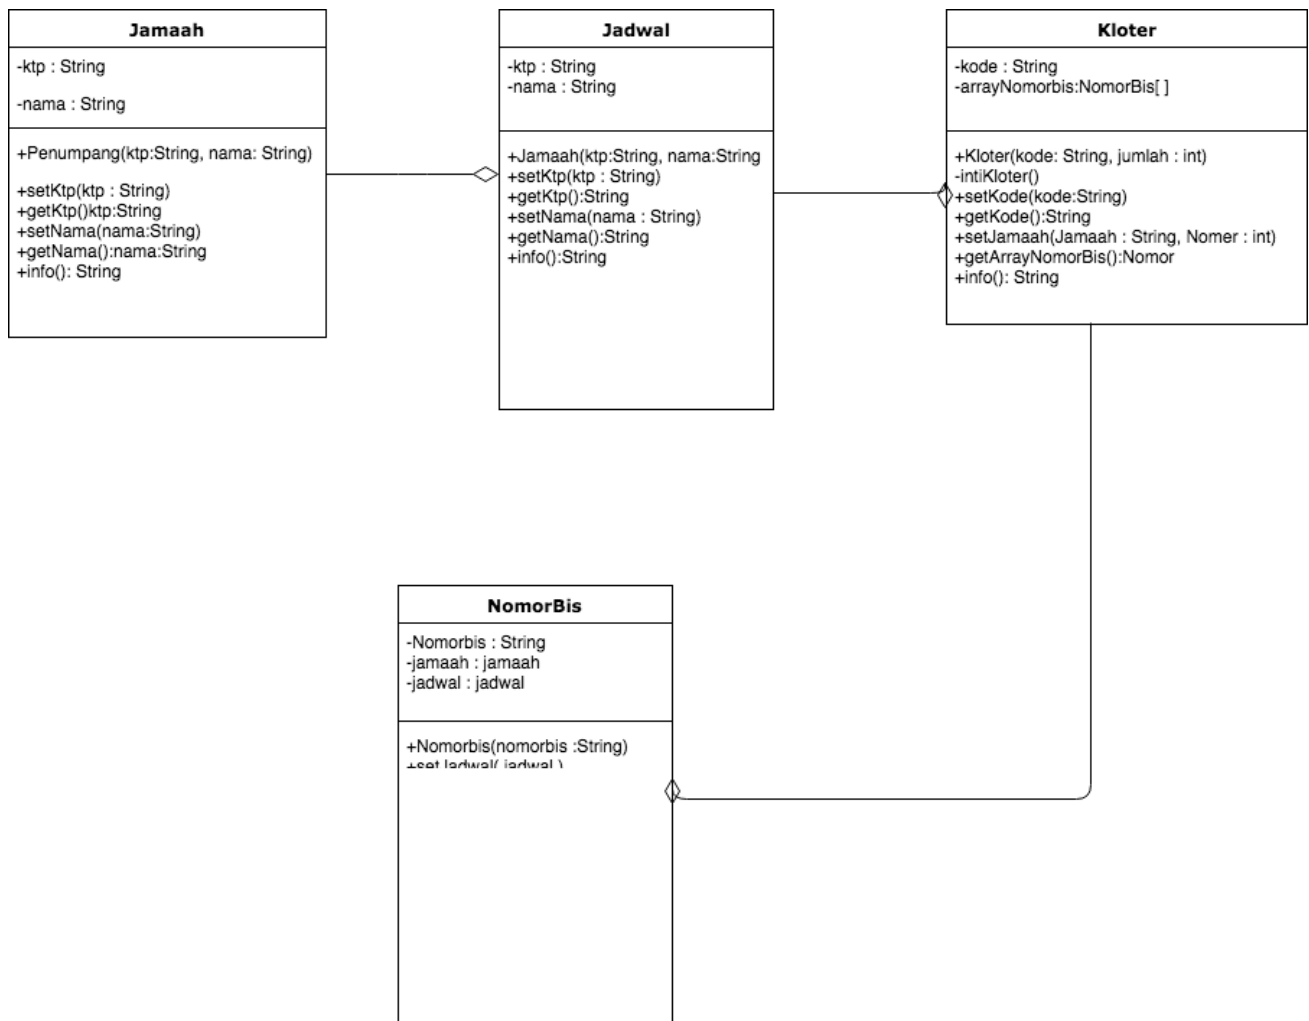 Jamaah
-ktp : String
-nama : String
+Penumpang(ktp:String, nama: String)
+setKtp(ktp : String)
+getKtp()ktp:String
+setNama(nama:String)
+getNama():nama:String
+info(): String
Jadwal
-ktp : String
-nama : String
+Jamaah(ktp:String, nama:String
+setKtp(ktp : String)
+getKtp():String
+setNama(nama : String)
+getNama():String
+info():String
Kloter
-kode : String
-arrayNomorbis:NomorBis[ ]
+Kloter(kode: String, jumlah : int)
-intiKloter()
+setKode(kode:String)
+getKode():String
+setJamaah(Jamaah : String, Nomer : int)
+getArrayNomorBis():Nomor
+info(): String
NomorBis
-Nomorbis : String
-jamaah : jamaah
-jadwal : jadwal
+Nomorbis(nomorbis :String)
+setJadwal( jadwal )